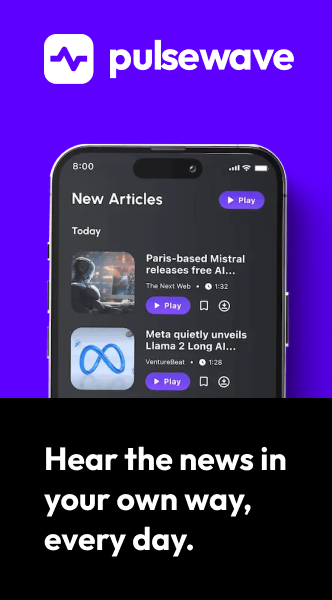 pulsewave
8:00
New Articles
Play
Today
Paris-based Mistral
releases free AI...
The Next Web • 1:32
Play
Meta quietly unveils
Llama 2 Long AI...
VentureBeat • 1:28
Play
Hear the news in
your own way,
every day.